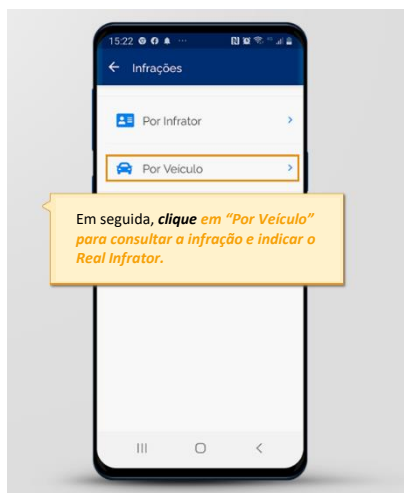 15:22
Infrações
Por Infrator
Por Veículo
Em seguida, clique em “Por Veículo”
para consultar a infração e indicar o
Real Infrator.